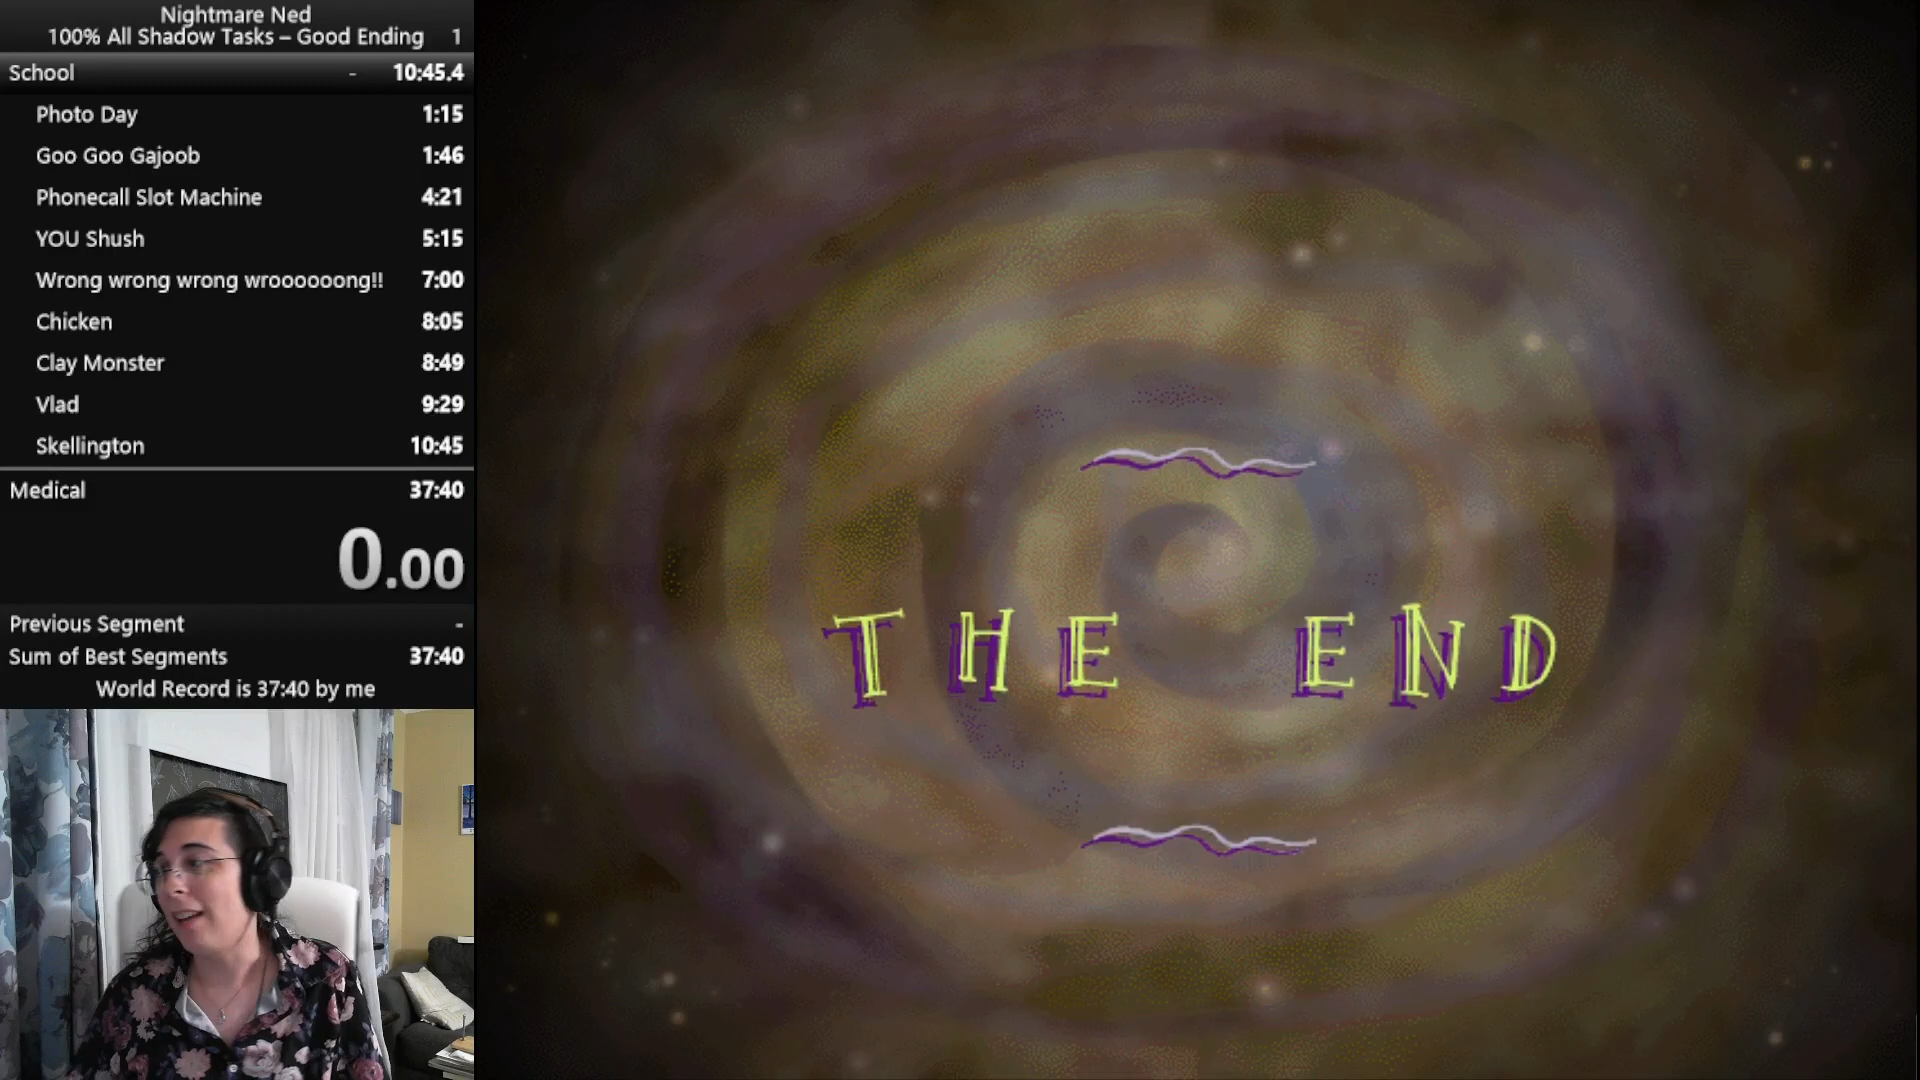 Nightmare Ned
100% All Shadow Tasks – Good Ending 1
School - 10:45.4
Photo Day 1:15
Goo Goo Gajoob 1:46
Phonecall Slot Machine 4:21
YOU Shush 5:15
Wrong wrong wrong wroooooong!! 7:00
Chicken 8:05
Clay Monster 8:49
Vlad 9:29
Skellington 10:45
Medical 37:40
0.00
Previous Segment -
Sum of Best Segments 37:40
World Record is 37:40 by me
THE END